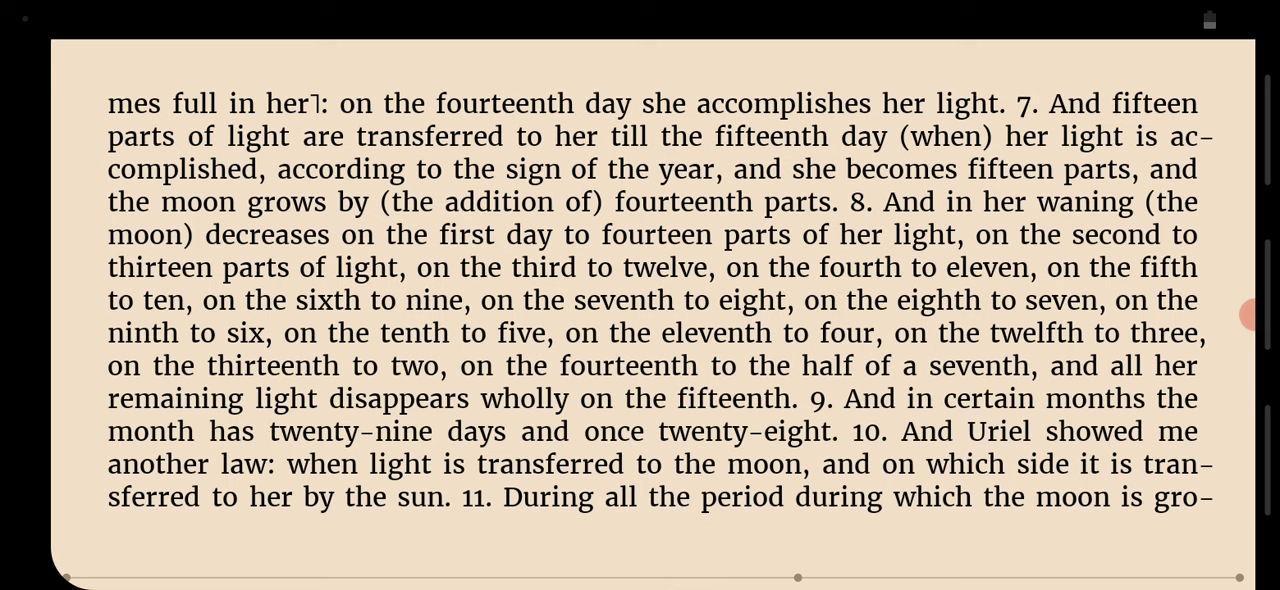 mes full in her˥: on the fourteenth day she accomplishes her light. 7. And fifteen
parts of light are transferred to her till the fifteenth day (when) her light is ac-
complished, according to the sign of the year, and she becomes fifteen parts, and
the moon grows by (the addition of) fourteenth parts. 8. And in her waning (the
moon) decreases on the first day to fourteen parts of her light, on the second to
thirteen parts of light, on the third to twelve, on the fourth to eleven, on the fifth
to ten, on the sixth to nine, on the seventh to eight, on the eighth to seven, on the
ninth to six, on the tenth to five, on the eleventh to four, on the twelfth to three,
on the thirteenth to two, on the fourteenth to the half of a seventh, and all her
remaining light disappears wholly on the fifteenth. 9. And in certain months the
month has twenty-nine days and once twenty-eight. 10. And Uriel showed me
another law: when light is transferred to the moon, and on which side it is tran-
sferred to her by the sun. 11. During all the period during which the moon is gro-